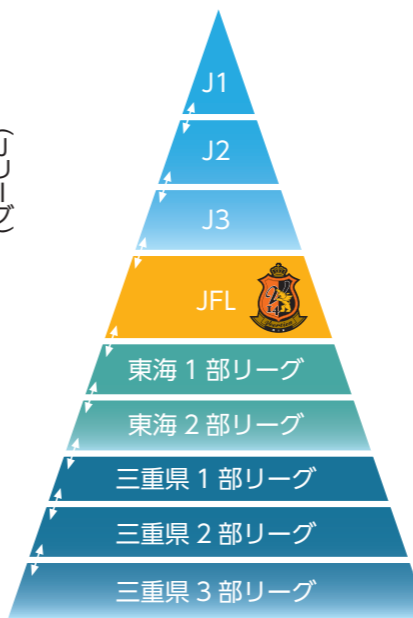 （Jリーグ）
J1
J2
J3
JFL
東海1部リーグ
東海2部リーグ
三重県1部リーグ
三重県2部リーグ
三重県3部リーグ